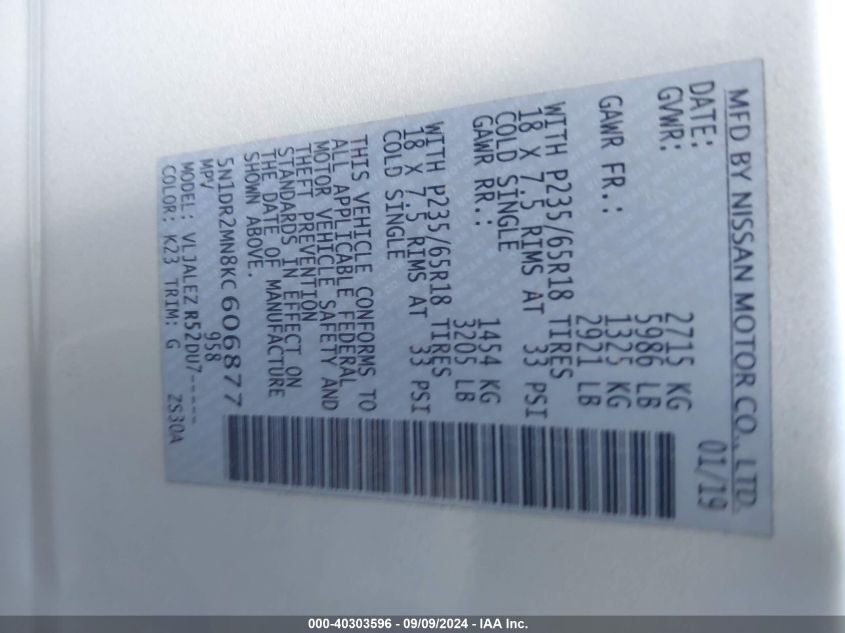 MFD BY NISSAN MOTOR CO., LTD.
DATE: 01/19
GVWR: 2715 KG
5986 LB
GAWR FR.: 1325 KG
2921 LB
WITH P235/65R18 TIRES
18 X 7.5 RIMS AT 33 PSI
COLD SINGLE
GAWR RR.: 1454 KG
3205 LB
WITH P235/65R18 TIRES
18 X 7.5 RIMS AT 33 PSI
COLD SINGLE
THIS VEHICLE CONFORMS TO
ALL APPLICABLE FEDERAL
MOTOR VEHICLE SAFETY AND
THEFT PREVENTION
STANDARDS IN EFFECT ON
THE DATE OF MANUFACTURE
SHOWN ABOVE.
5N1DR2MN8KC606877
MPV 958
MODEL: VLJALEZ R52DU7-----
COLOR: K23 TRIM: G ZS30A
000-40303596 - 09/09/2024 - IAA Inc.